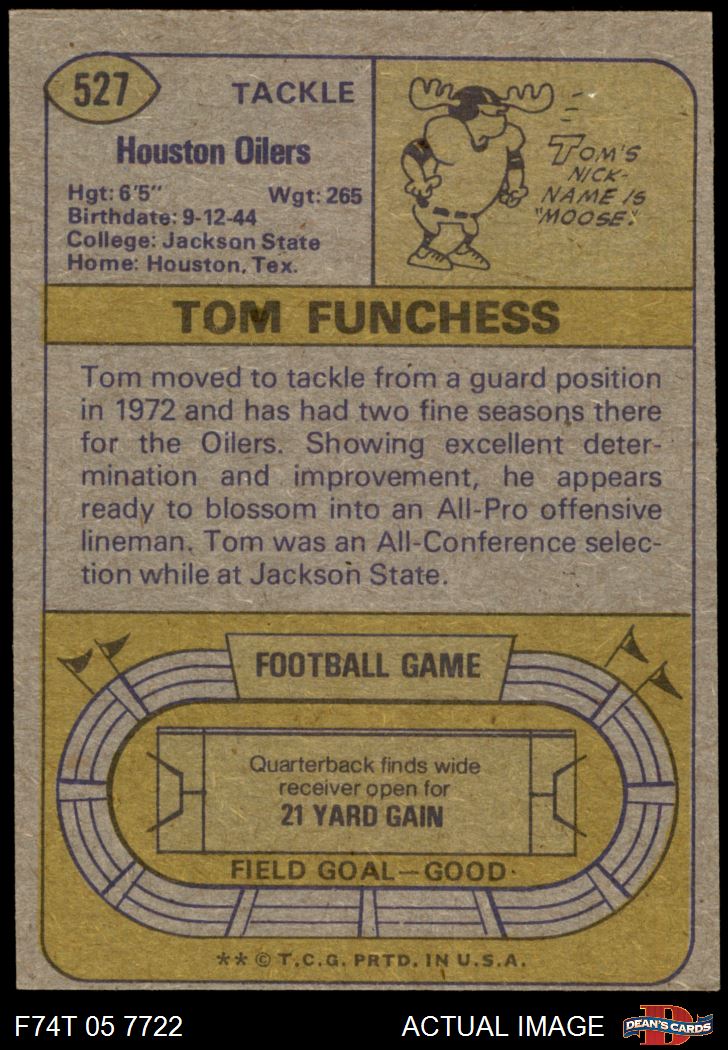 527
TACKLE
Houston Oilers
Hgt: 6'5" Wgt: 265
Birthdate: 9-12-44
College: Jackson State
Home: Houston, Tex.
TOM'S
NICK-
NAME IS
"MOOSE."
TOM FUNCHESS
Tom moved to tackle from a guard position
in 1972 and has had two fine seasons there
for the Oilers. Showing excellent deter-
mination and improvement, he appears
ready to blossom into an All-Pro offensive
lineman. Tom was an All-Conference selec-
tion while at Jackson State.
FOOTBALL GAME
Quarterback finds wide
receiver open for
21 YARD GAIN
FIELD GOAL—GOOD
** © T.C.G. PRTD. IN U.S.A.
F74T 05 7722
ACTUAL IMAGE
D
DEAN'S CARDS